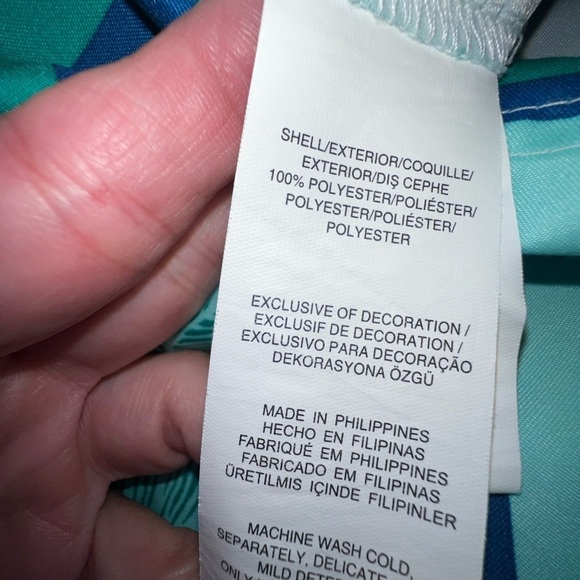 SHELL/EXTERIOR/COQUILLE/
EXTERIOR/DIŞ CEPHE
100% POLYESTER/POLIÉSTER/
POLYESTER/POLIÉSTER/
POLYESTER
EXCLUSIVE OF DECORATION /
EXCLUSIF DE DECORATION/
EXCLUSIVO PARA DECORAÇÃO
DEKORASYONA ÖZGÜ
MADE IN PHILIPPINES
HECHO EN FILIPINAS
FABRIQUÉ EM PHILIPPINES
FABRICADO EM FILIPINAS
ÜRETILMIS IÇINDE FILIPINLER
MACHINE WASH COLD,
SEPARATELY, DELICATE
MILD
ONLY